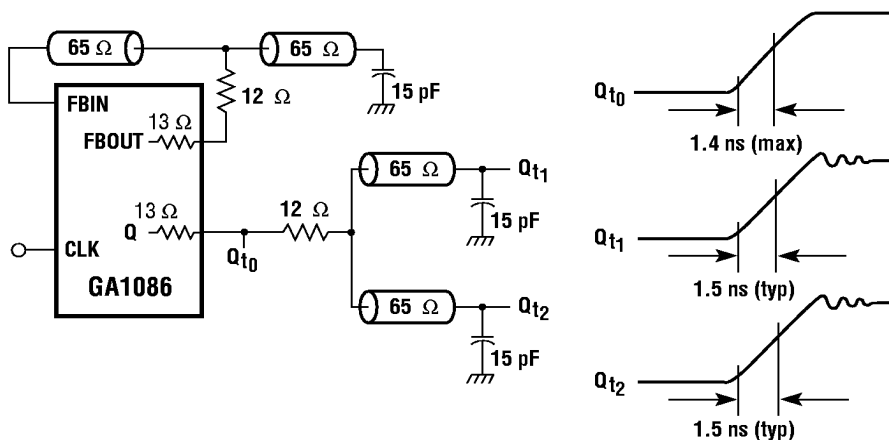 65 Ω
65 Ω
15 pF
12 Ω
FBIN
13 Ω
FBOUT
13 Ω
Q
CLK
GA1086
Qt0
12 Ω
65 Ω
Qt1
15 pF
65 Ω
Qt2
15 pF
Qt0
1.4 ns (max)
Qt1
1.5 ns (typ)
Qt2
1.5 ns (typ)